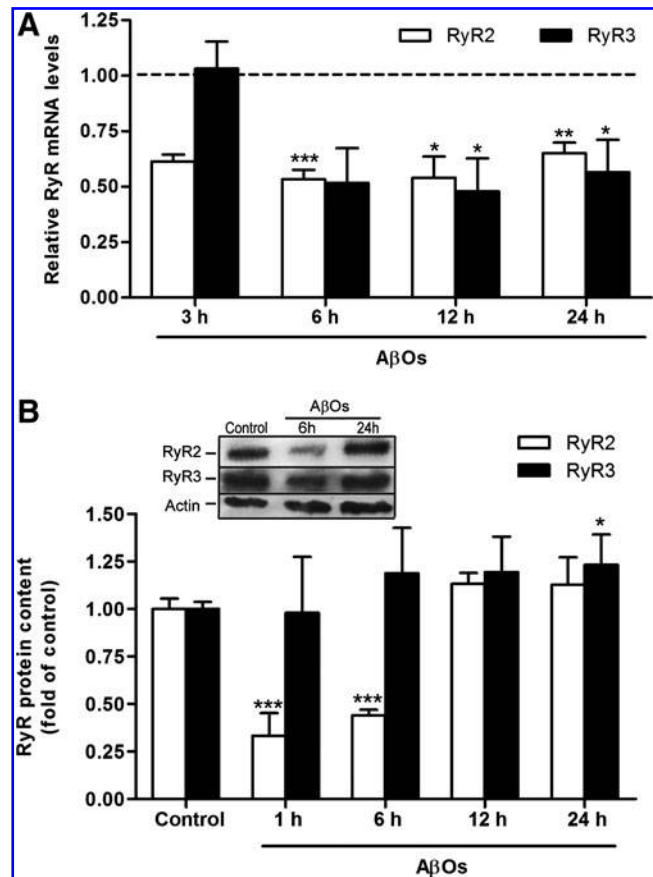 A
RyR2 RyR3
Relative RyR mRNA levels
1.25
1.00
0.75
0.50
0.25
0.00
*** * * ** *
3 h 6 h 12 h 24 h
AβOs
B
AβOs
Control 6h 24h
RyR2
RyR3
Actin
RyR2
RyR3
RyR protein content
(fold of control)
1.50
1.25
1.00
0.75
0.50
0.25
0.00
*** *** *
Control 1 h 6 h 12 h 24 h
AβOs